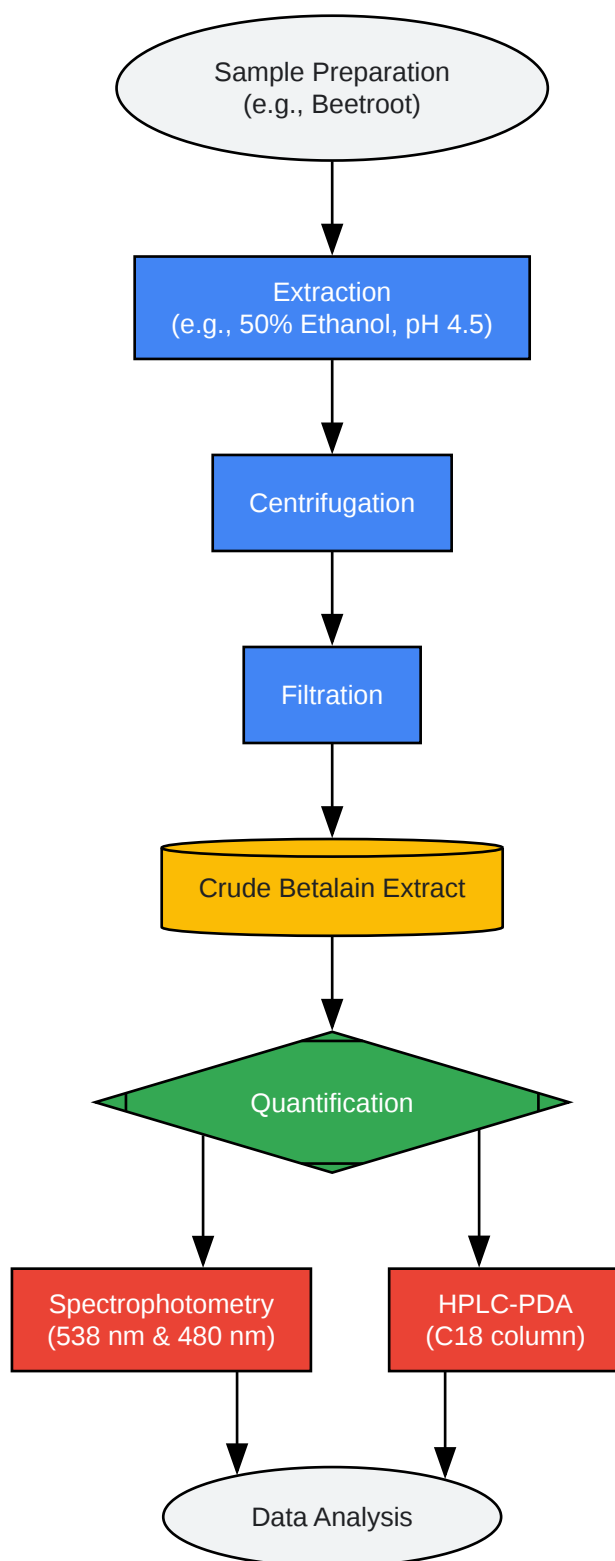 Sample Preparation
(e.g., Beetroot)
Extraction
(e.g., 50% Ethanol, pH 4.5)
Centrifugation
Filtration
Crude Betalain Extract
Quantification
Spectrophotometry
(538 nm & 480 nm)
HPLC-PDA
(C18 column)
Data Analysis